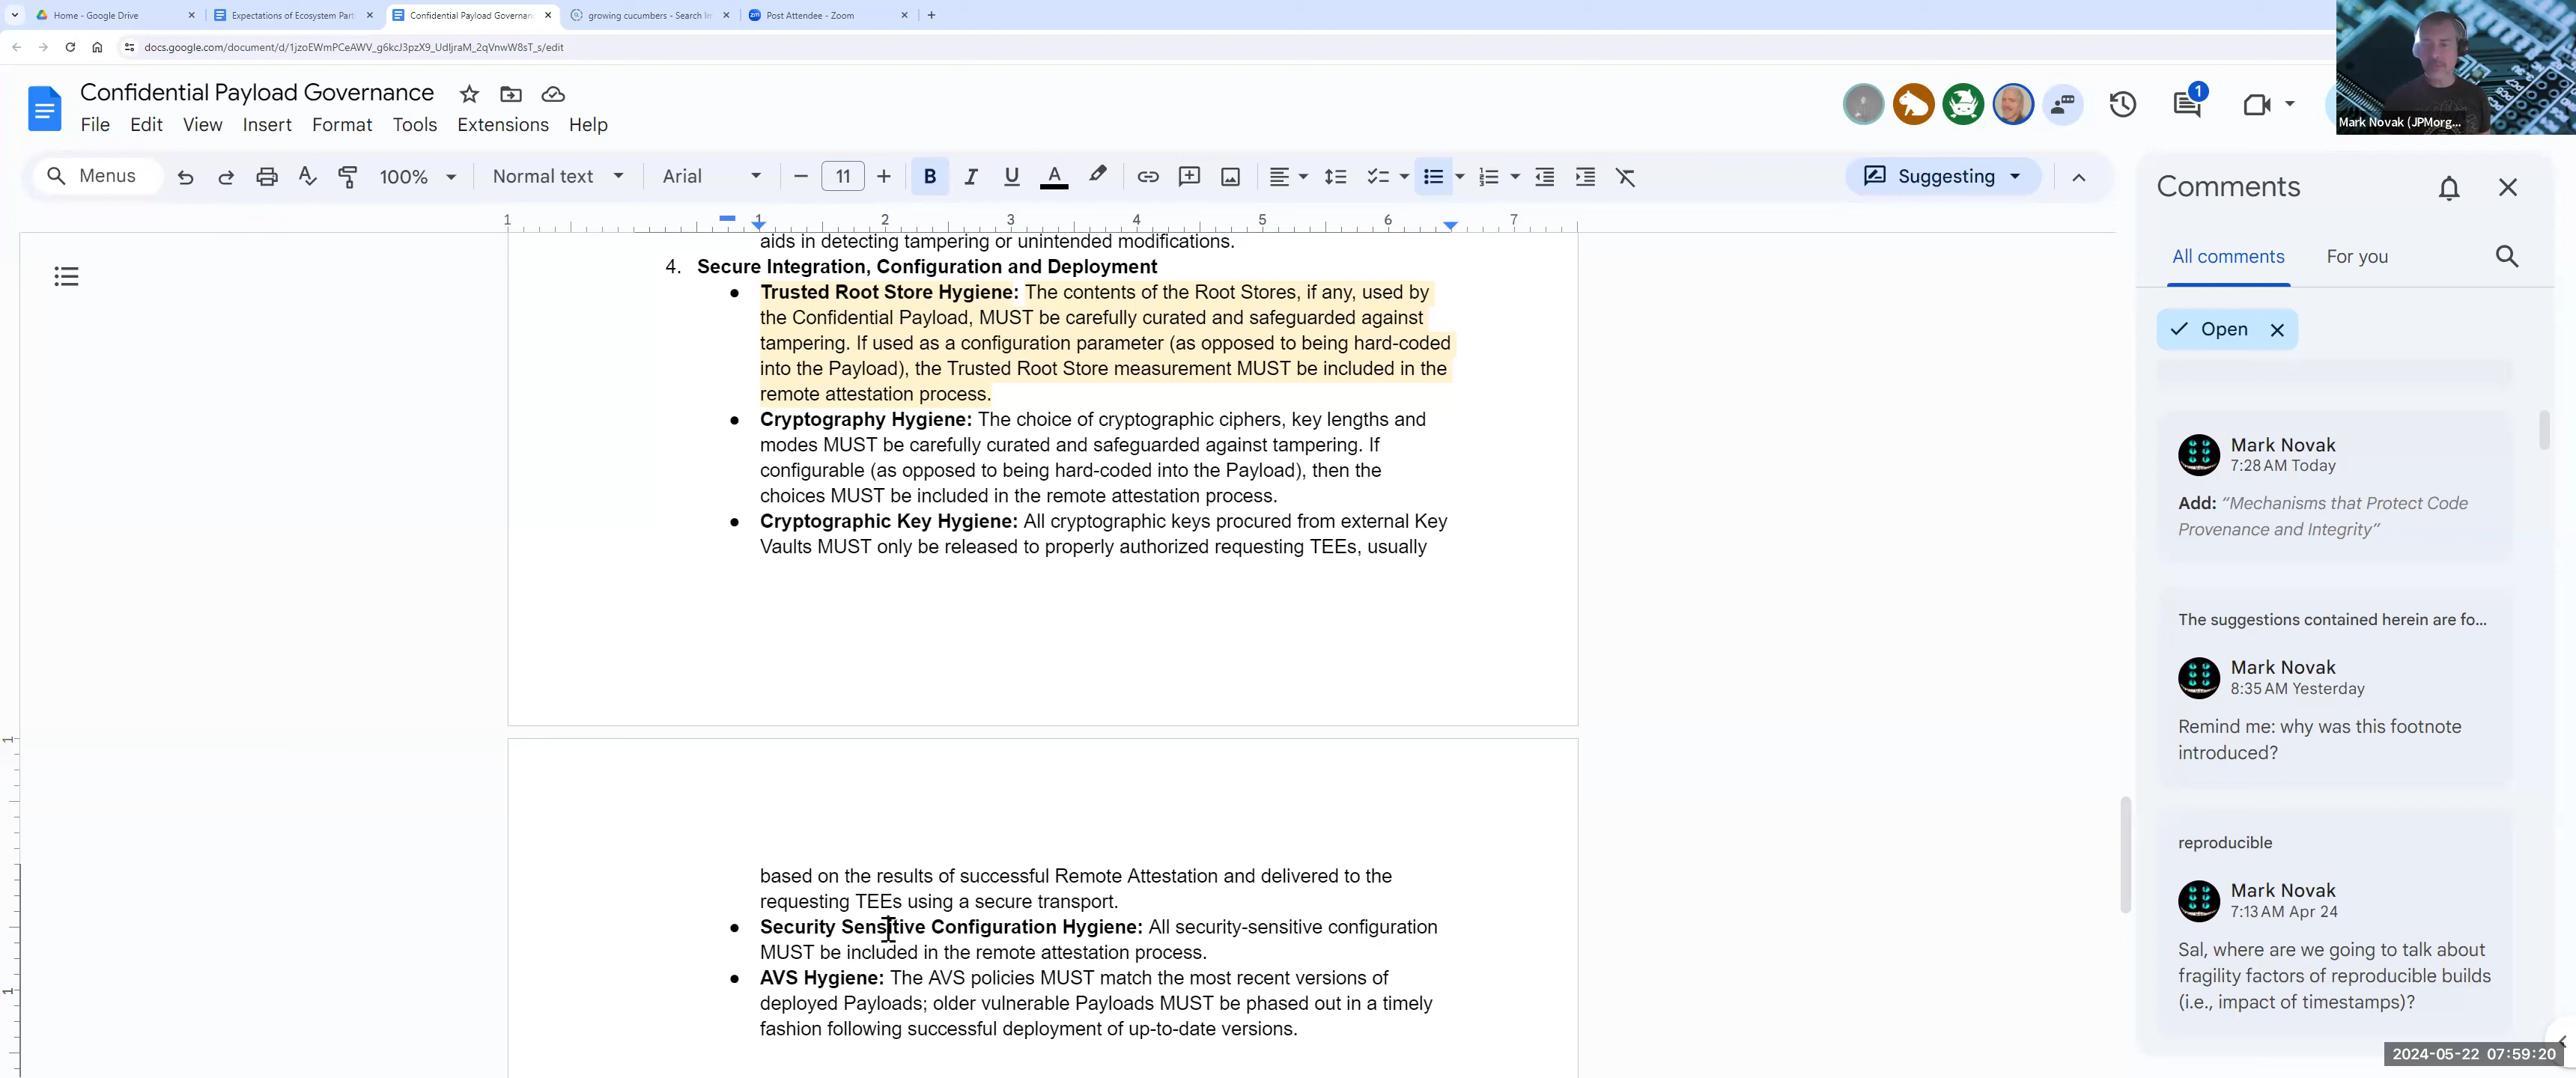 Home - Google Drive
Expectations of Ecosystem Part
Confidential Payload Governan
growing cucumbers - Search Im
Post Attendee - Zoom
docs.google.com/document/d/1jzoEWmPCeAWV_g6kcJ3pzX9_UdIjraM_2qVnwW8sT_s/edit
Confidential Payload Governance
File Edit View Insert Format Tools Extensions Help
1
Mark Novak (JPMorg...
Menus
100%
Normal text
Arial
11
Suggesting
1 1 2 3 4 5 6 7
aids in detecting tampering or unintended modifications.
4. Secure Integration, Configuration and Deployment
● Trusted Root Store Hygiene: The contents of the Root Stores, if any, used by
the Confidential Payload, MUST be carefully curated and safeguarded against
tampering. If used as a configuration parameter (as opposed to being hard-coded
into the Payload), the Trusted Root Store measurement MUST be included in the
remote attestation process.
● Cryptography Hygiene: The choice of cryptographic ciphers, key lengths and
modes MUST be carefully curated and safeguarded against tampering. If
configurable (as opposed to being hard-coded into the Payload), then the
choices MUST be included in the remote attestation process.
● Cryptographic Key Hygiene: All cryptographic keys procured from external Key
Vaults MUST only be released to properly authorized requesting TEEs, usually
1
based on the results of successful Remote Attestation and delivered to the
requesting TEEs using a secure transport.
● Security Sensitive Configuration Hygiene: All security-sensitive configuration
MUST be included in the remote attestation process.
● AVS Hygiene: The AVS policies MUST match the most recent versions of
1
deployed Payloads; older vulnerable Payloads MUST be phased out in a timely
fashion following successful deployment of up-to-date versions.
Comments
All comments
For you
Open
Mark Novak
7:28 AM Today
Add: “Mechanisms that Protect Code
Provenance and Integrity”
The suggestions contained herein are fo...
Mark Novak
8:35 AM Yesterday
Remind me: why was this footnote
introduced?
reproducible
Mark Novak
7:13 AM Apr 24
Sal, where are we going to talk about
fragility factors of reproducible builds
(i.e., impact of timestamps)?
2024-05-22 07:59:20